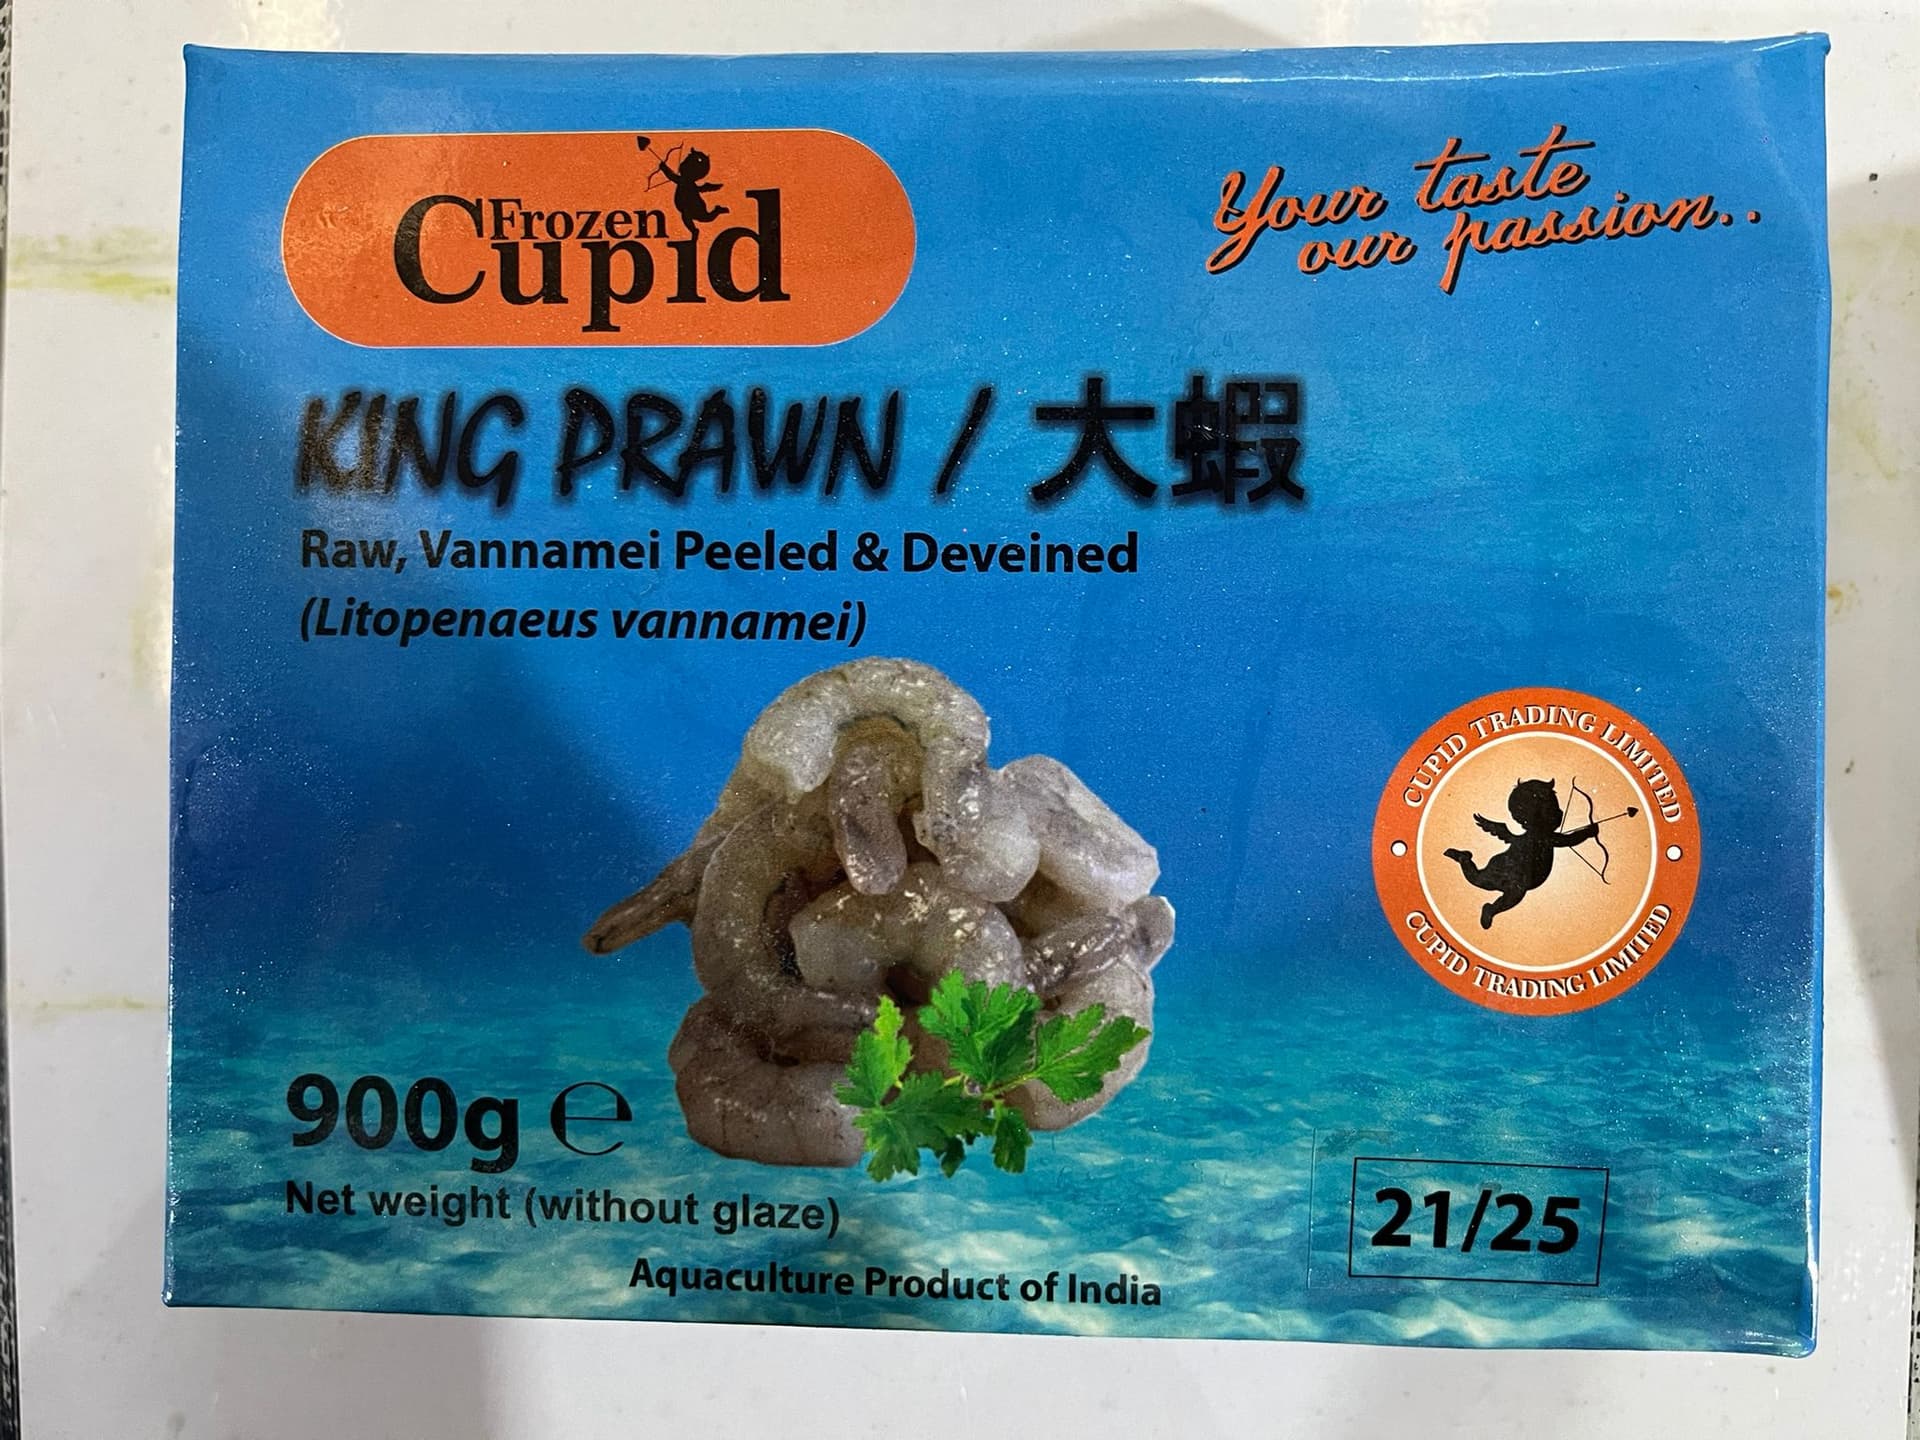 Frozen
Cupid
Your taste
our passion..
KING PRAWN / 大蝦
Raw, Vannamei Peeled & Deveined
(Litopenaeus vannamei)
CUPID TRADING LIMITED
CUPID TRADING LIMITED
900g ℮
Net weight (without glaze)
21/25
Aquaculture Product of India